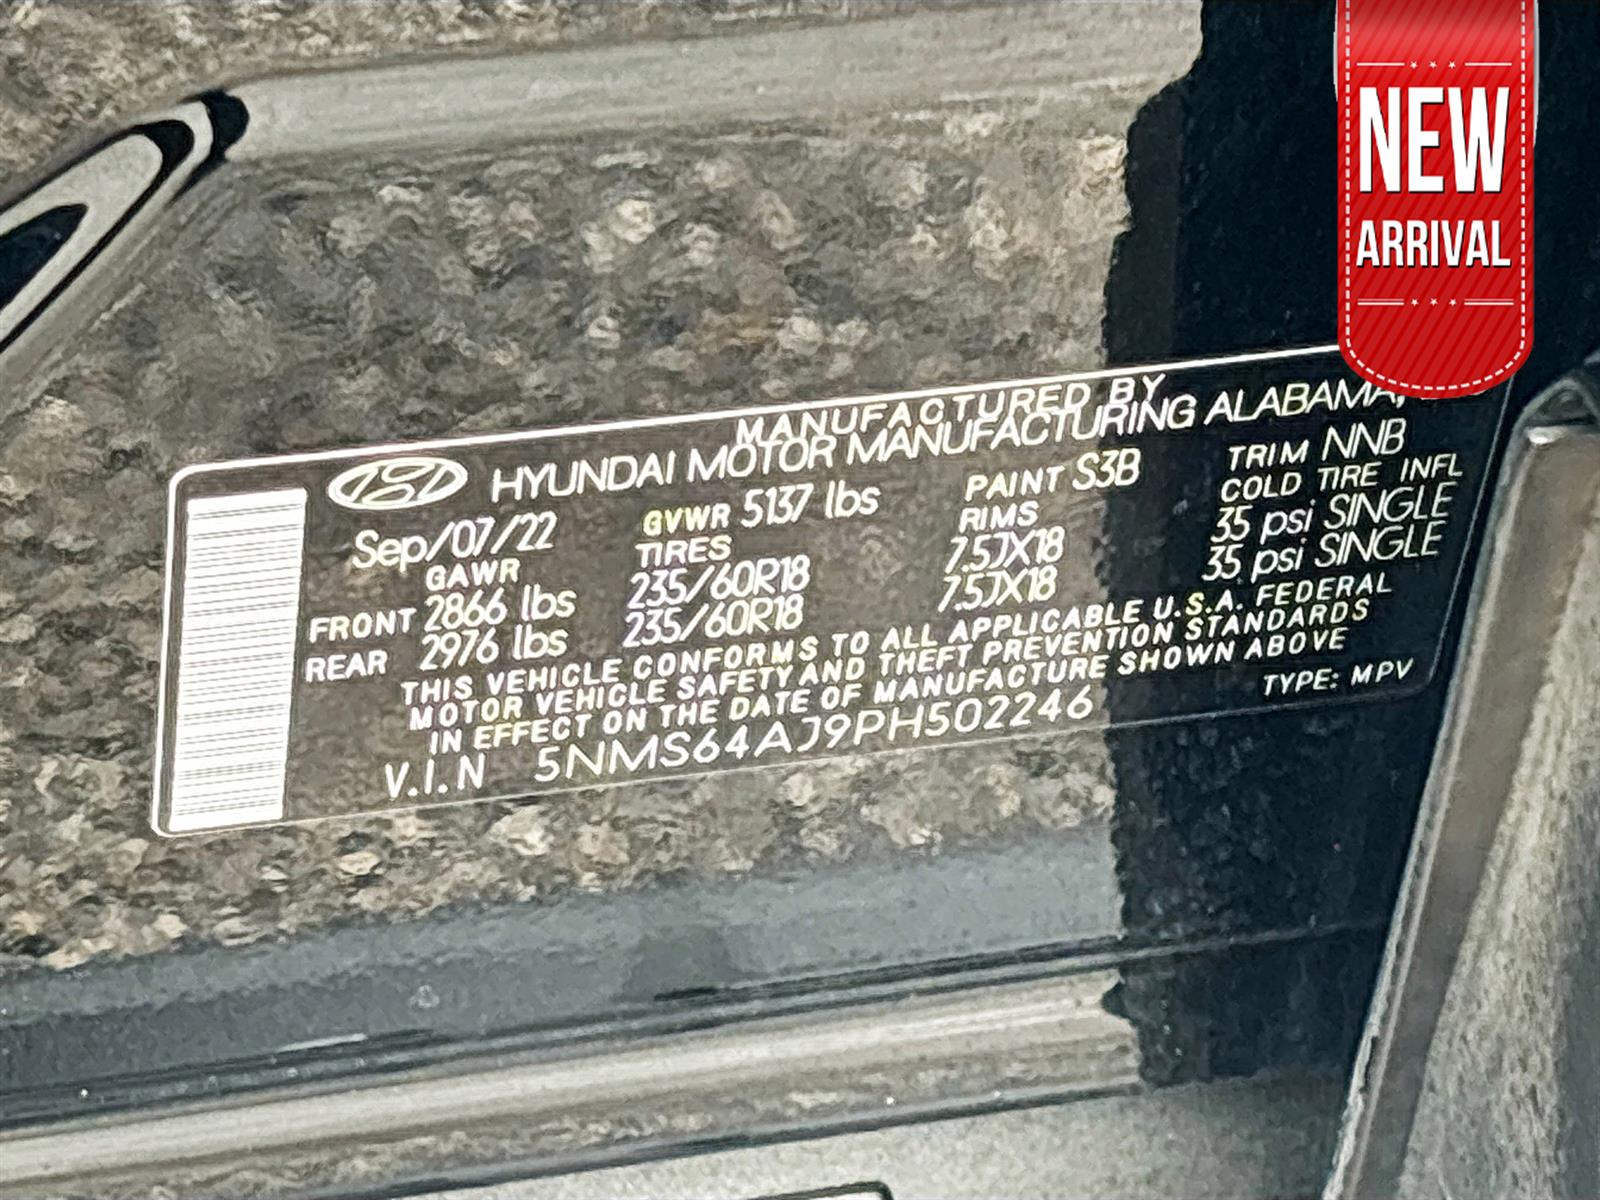 NEW
ARRIVAL
MANUFACTURED BY
HYUNDAI MOTOR MANUFACTURING ALABAMA,
Sep/07/22 GVWR 5137 lbs PAINT S3B TRIM NNB
GAWR TIRES RIMS COLD TIRE INFL
FRONT 2866 lbs 235/60R18 7.5JX18 35 psi SINGLE
REAR 2976 lbs 235/60R18 7.5JX18 35 psi SINGLE
THIS VEHICLE CONFORMS TO ALL APPLICABLE U.S.A. FEDERAL
MOTOR VEHICLE SAFETY AND THEFT PREVENTION STANDARDS
IN EFFECT ON THE DATE OF MANUFACTURE SHOWN ABOVE
V.I.N 5NMS64AJ9PH502246 TYPE: MPV